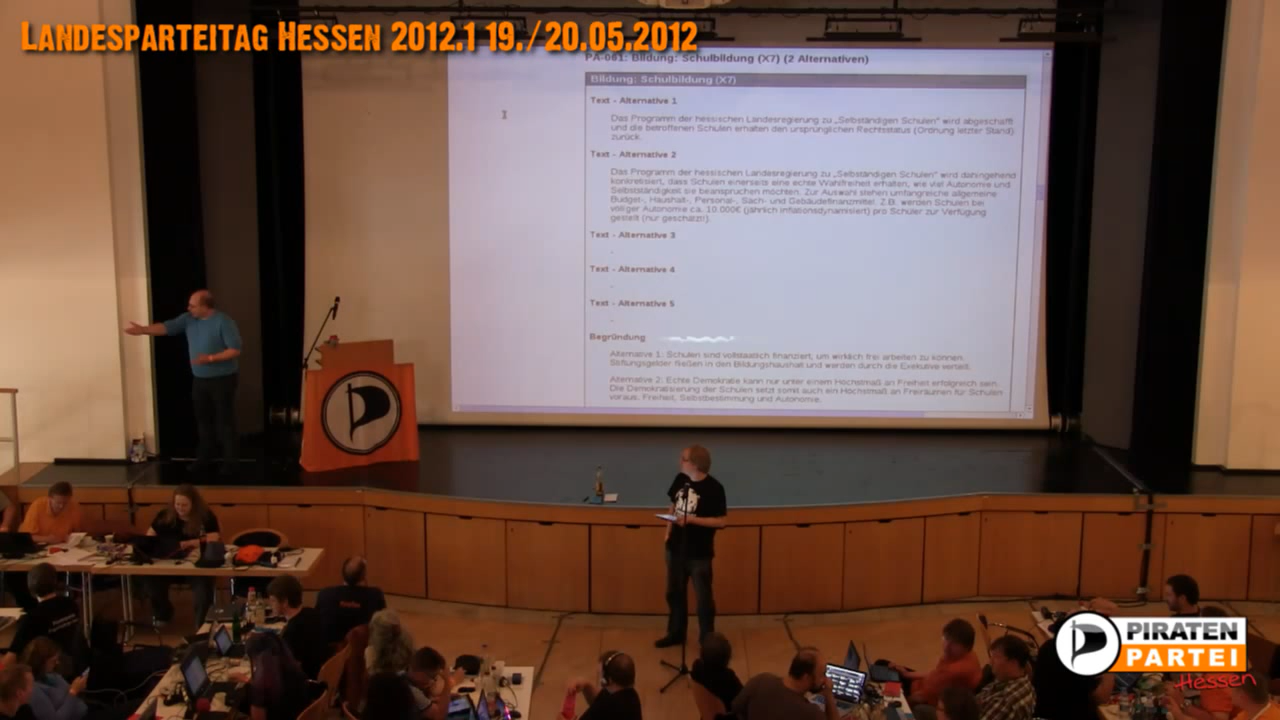 LANDESPARTEITAG HESSEN 2012.1 19./20.05.2012
PA-061: Bildung: Schulbildung (X7) (2 Alternativen)
Bildung: Schulbildung (X7)
Text - Alternative 1
Das Programm der hessischen Landesregierung zu „Selbständigen Schulen" wird abgeschafft
und die betroffenen Schulen erhalten den ursprünglichen Rechtsstatus (Ordnung letzter Stand)
zurück.
Text - Alternative 2
Das Programm der hessischen Landesregierung zu „Selbständigen Schulen" wird dahingehend
konkretisiert, dass Schulen einerseits eine echte Wahlfreiheit erhalten, wie viel Autonomie und
Selbstständigkeit sie beanspruchen möchten. Zur Auswahl stehen umfangreiche allgemeine
Budget-, Haushalt-, Personal-, Sach- und Gebäudefinanzmittel. Z.B. werden Schulen bei
völliger Autonomie ca. 10.000€ (jährlich inflationsdynamisiert) pro Schüler zur Verfügung
gestellt (nur geschätzt!).
Text - Alternative 3
-
Text - Alternative 4
-
Text - Alternative 5
-
Begründung
Alternative 1: Schulen sind vollstaatlich finanziert, um wirklich frei arbeiten zu können.
Stiftungsgelder fließen in den Bildungshaushalt und werden durch die Exekutive verteilt.
Alternative 2: Echte Demokratie kann nur unter einem Höchstmaß an Freiheit erfolgreich sein.
Die Demokratisierung der Schulen setzt somit auch ein Höchstmaß an Freiräumen für Schulen
voraus. Freiheit, Selbstbestimmung und Autonomie.
PIRATEN
PARTEI
Hessen